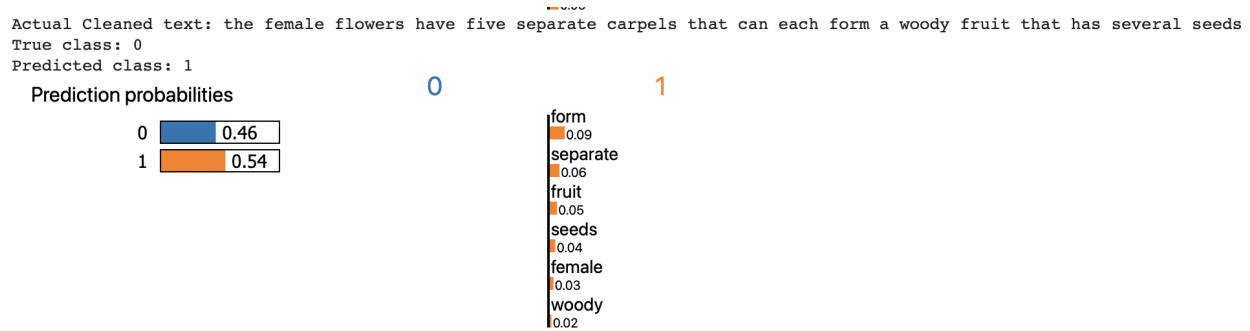 Actual Cleaned text: the female flowers have five separate carpels that can each form a woody fruit that has several seeds
True class: 0
Predicted class: 1
Prediction probabilities
0 0.46
1 0.54
0 1
form
0.09
separate
0.06
fruit
0.05
seeds
0.04
female
0.03
woody
0.02